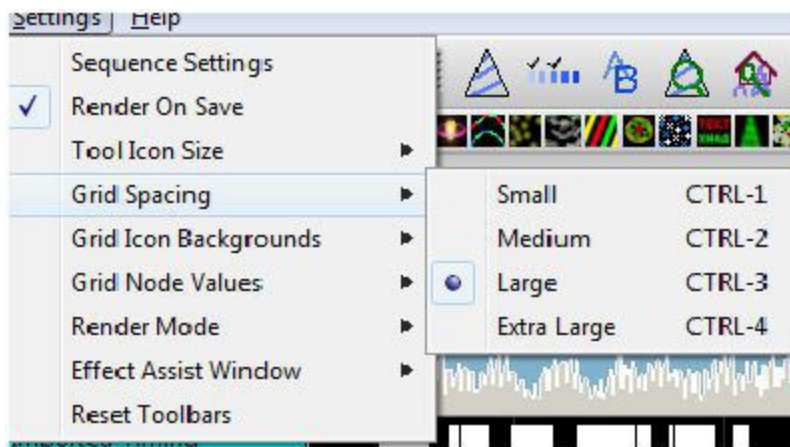 Settings Help
Sequence Settings
Render On Save
Tool Icon Size
Grid Spacing
Small CTRL-1
Grid Icon Backgrounds
Medium CTRL-2
Grid Node Values
Large CTRL-3
Render Mode
Extra Large CTRL-4
Effect Assist Window
Reset Toolbars